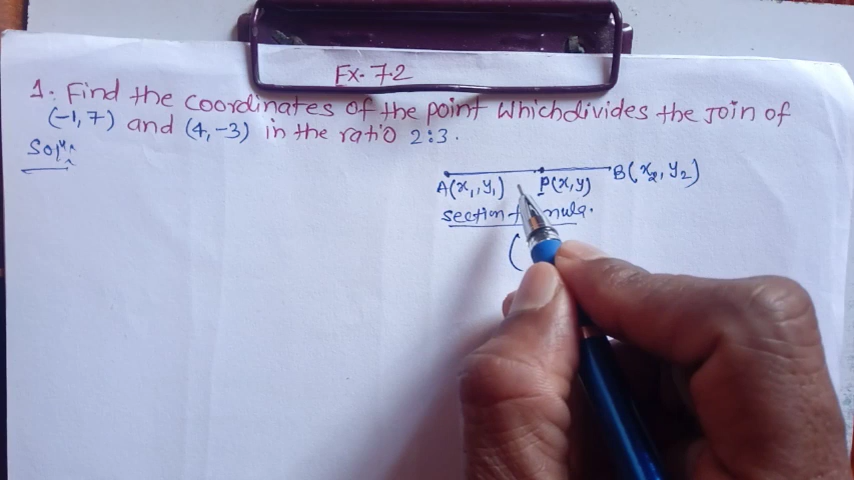 Ex-7.2
1. Find the coordinates of the point which divides the Join of
(-1,7) and (4,-3) in the ratio 2:3.
Soln:
A(x₁,y₁) P(x,y) B(x₂,y₂)
section
(